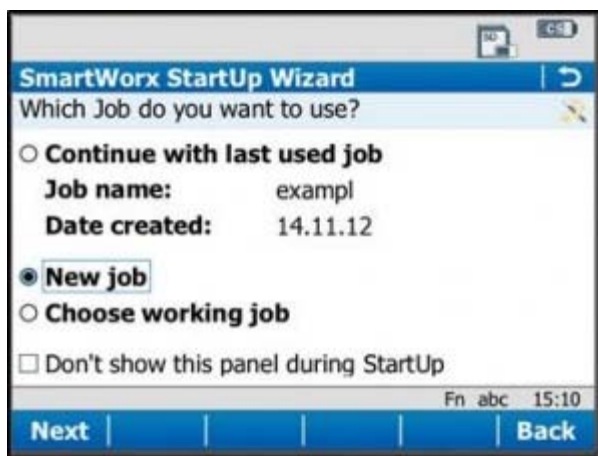 SmartWorx StartUp Wizard
Which Job do you want to use?
Continue with last used job
Job name: exampl
Date created: 14.11.12
New job
Choose working job
Don't show this panel during StartUp
Fn abc 15:10
Next Back